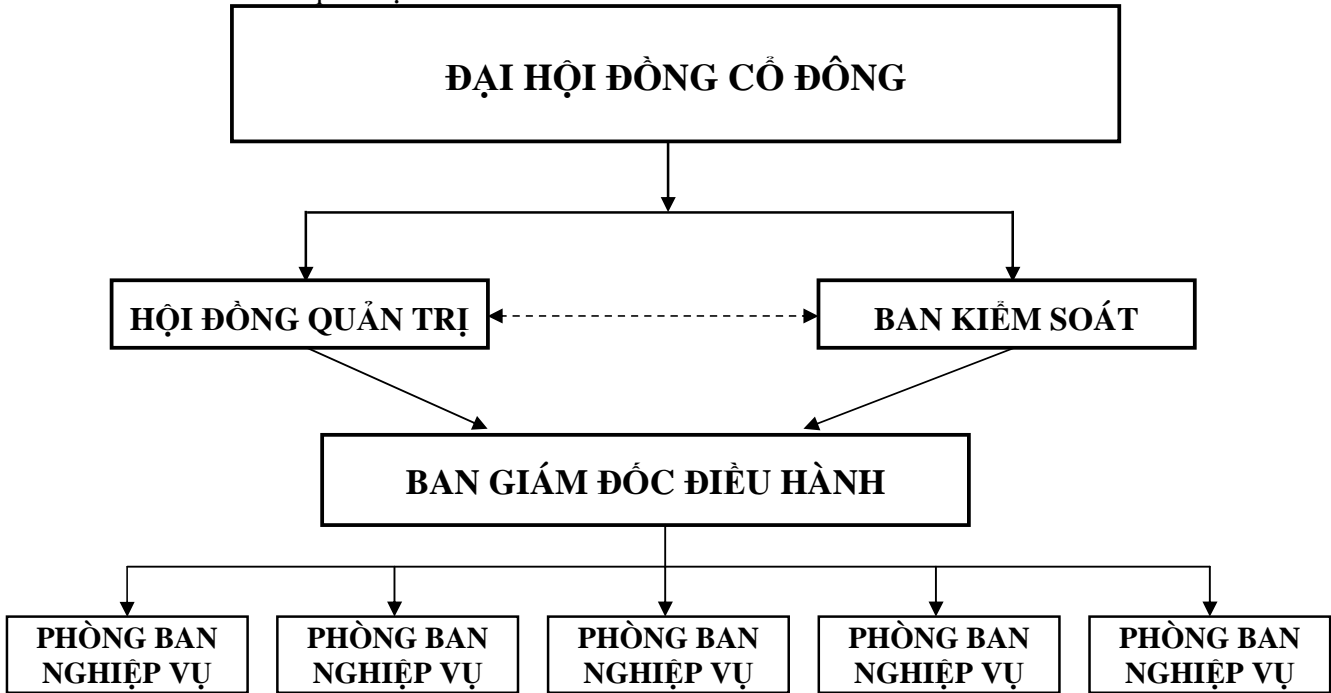 ĐẠI HỘI ĐỒNG CỔ ĐÔNG
HỘI ĐỒNG QUẢN TRỊ
BAN KIỂM SOÁT
BAN GIÁM ĐỐC ĐIỀU HÀNH
PHÒNG BAN
NGHIỆP VỤ
PHÒNG BAN
NGHIỆP VỤ
PHÒNG BAN
NGHIỆP VỤ
PHÒNG BAN
NGHIỆP VỤ
PHÒNG BAN
NGHIỆP VỤ